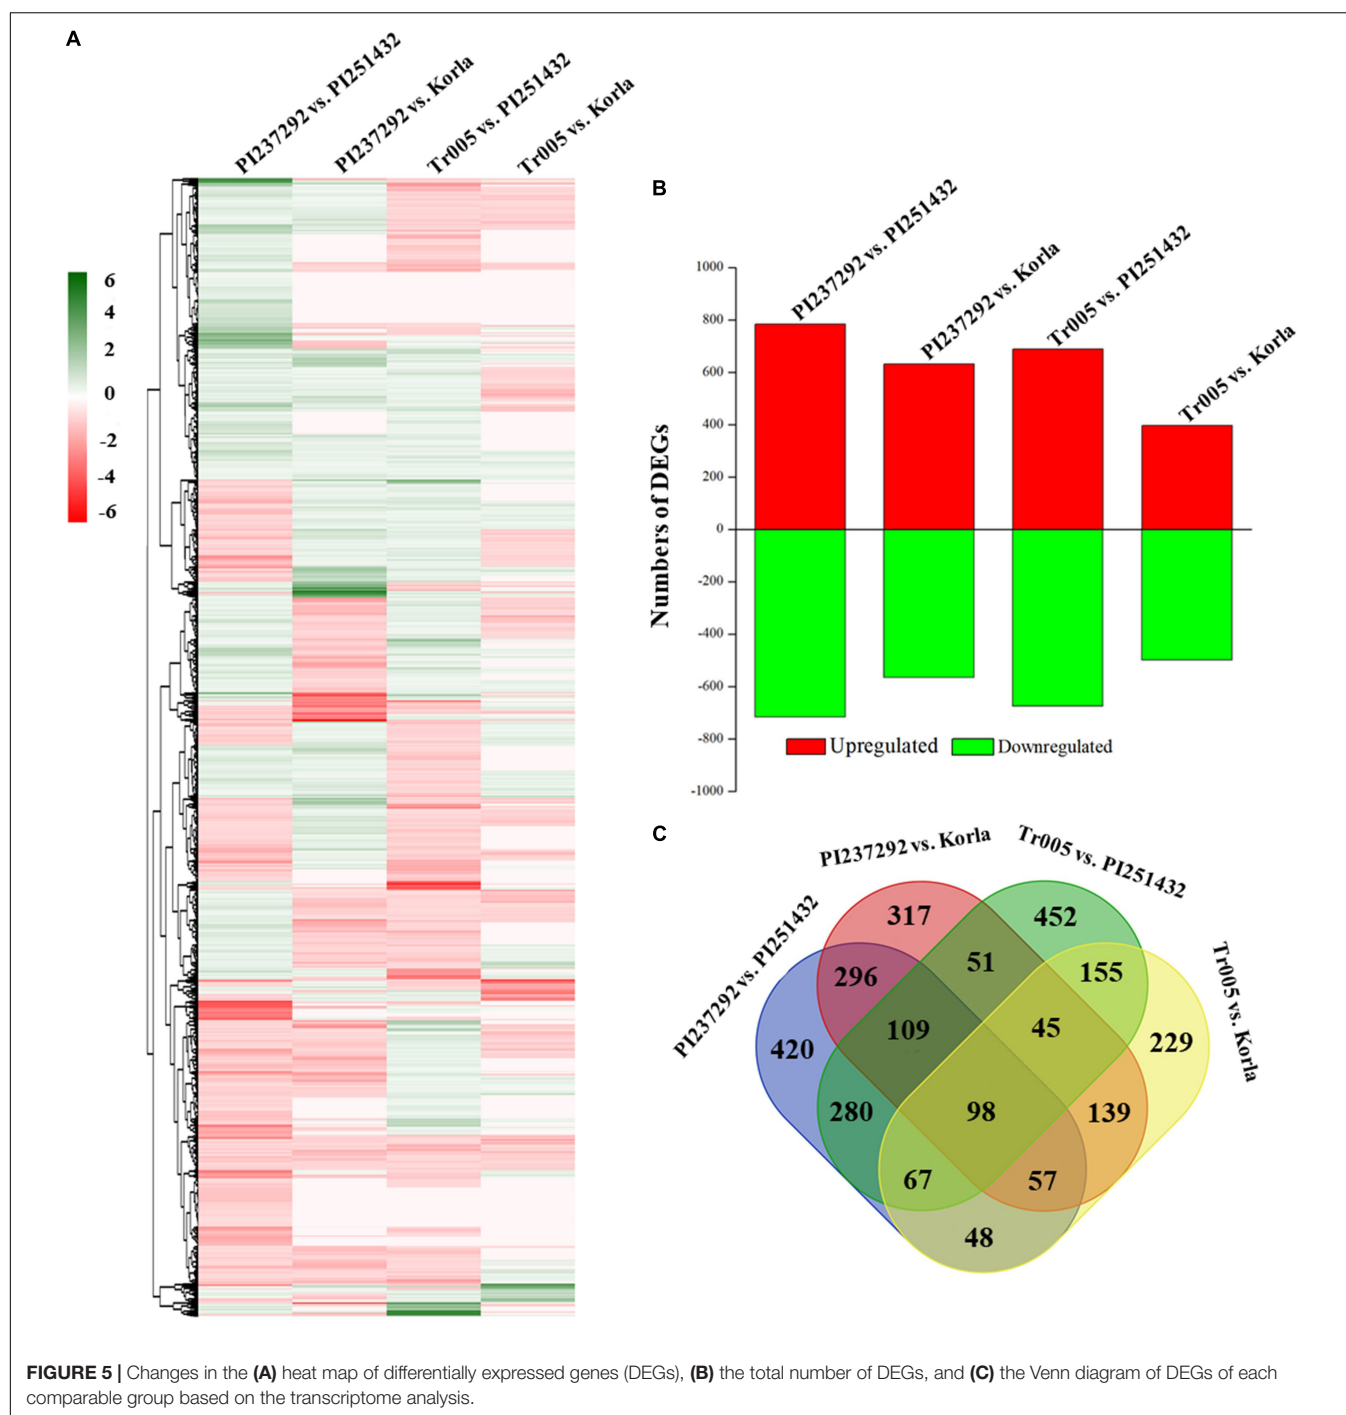 A
PI237292 vs. PI251432
PI237292 vs. Korla
Tr005 vs. PI251432
Tr005 vs. Korla
6
4
2
0
-2
-4
-6
B
PI237292 vs. PI251432
PI237292 vs. Korla
Tr005 vs. PI251432
Tr005 vs. Korla
Numbers of DEGs
1000
800
600
400
200
0
-200
-400
-600
-800
-1000
Upregulated
Downregulated
C
PI237292 vs. PI251432
PI237292 vs. Korla
Tr005 vs. PI251432
Tr005 vs. Korla
317
452
296
51
155
420
109
45
229
280
98
139
67
57
48
FIGURE 5 | Changes in the (A) heat map of differentially expressed genes (DEGs), (B) the total number of DEGs, and (C) the Venn diagram of DEGs of each
comparable group based on the transcriptome analysis.